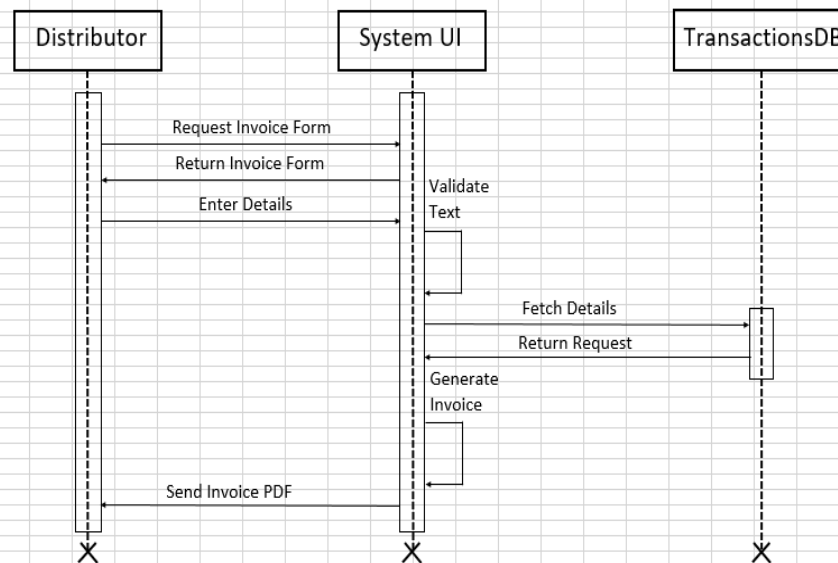 Distributor
System UI
TransactionsDB
Request Invoice Form
Return Invoice Form
Validate
Text
Enter Details
Fetch Details
Return Request
Generate
Invoice
Send Invoice PDF